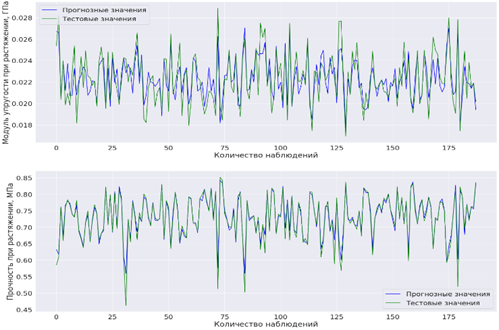 Прогнозные значения
Тестовые значения
Модуль упругости при растяжении, ГПа
0.028
0.026
0.024
0.022
0.020
0.018
0 25 50 75 100 125 150 175
Количество наблюдений
Прочность при растяжении, МПа
0.85
0.80
0.75
0.70
0.65
0.60
0.55
0.50
0.45
0 25 50 75 100 125 150 175
Количество наблюдений
Прогнозные значения
Тестовые значения